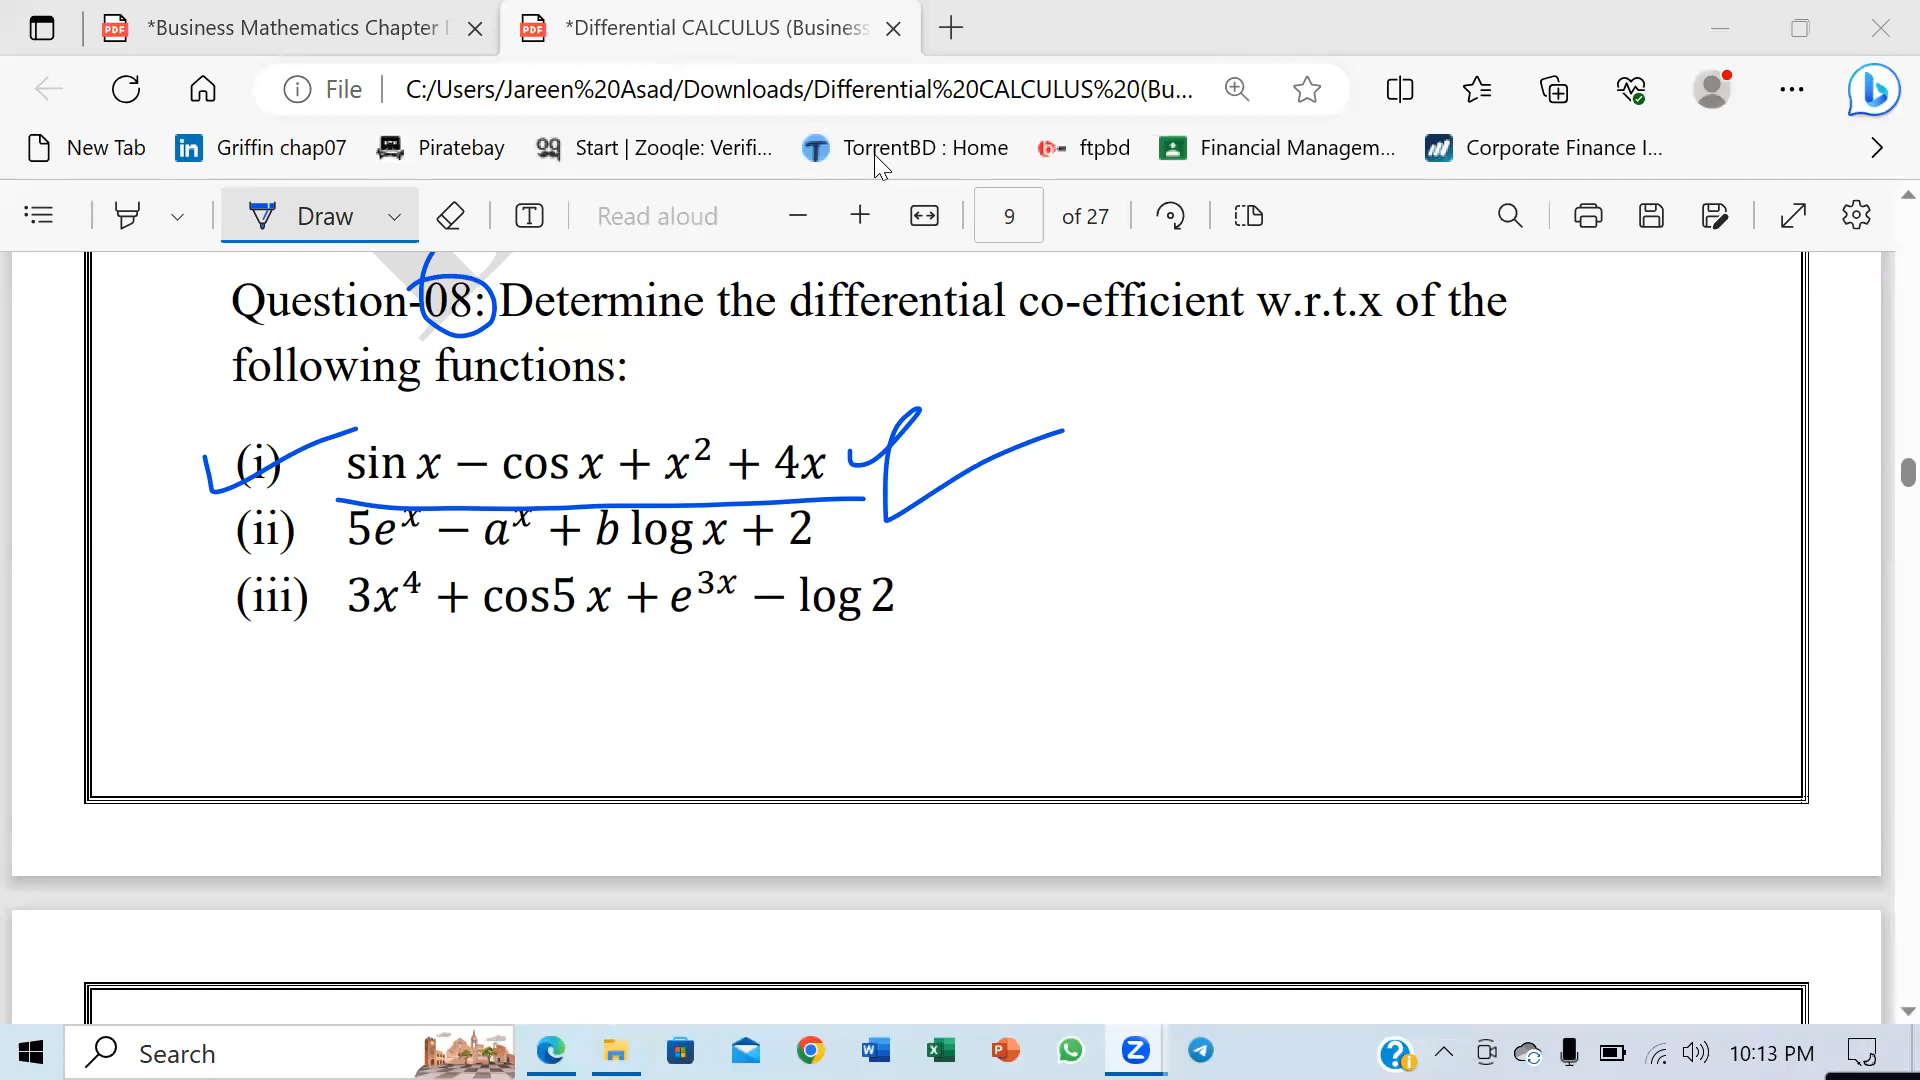 *Business Mathematics Chapter
*Differential CALCULUS (Business
File
C:/Users/Jareen%20Asad/Downloads/Differential%20CALCULUS%20(Bu...
New Tab
Griffin chap07
Piratebay
Start | Zooqle: Verifi...
TorrentBD : Home
ftpbd
Financial Managem...
Corporate Finance I...
Draw
Read aloud
9
of 27
Question-08: Determine the differential co-efficient w.r.t.x of the
following functions:
(i) sin x − cos x + x² + 4x
(ii) 5eˣ − aˣ + b log x + 2
(iii) 3x⁴ + cos5 x + e³ˣ − log 2
Search
10:13 PM